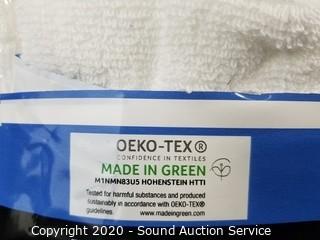 OEKO-TEX®
CONFIDENCE IN TEXTILES
MADE IN GREEN
M1NMN83U5 HOHENSTEIN HTTI
Tested for harmful substances and produced
sustainably in accordance with OEKO-TEX®
guidelines. www.madeingreen.com
Copyright 2020 - Sound Auction Service